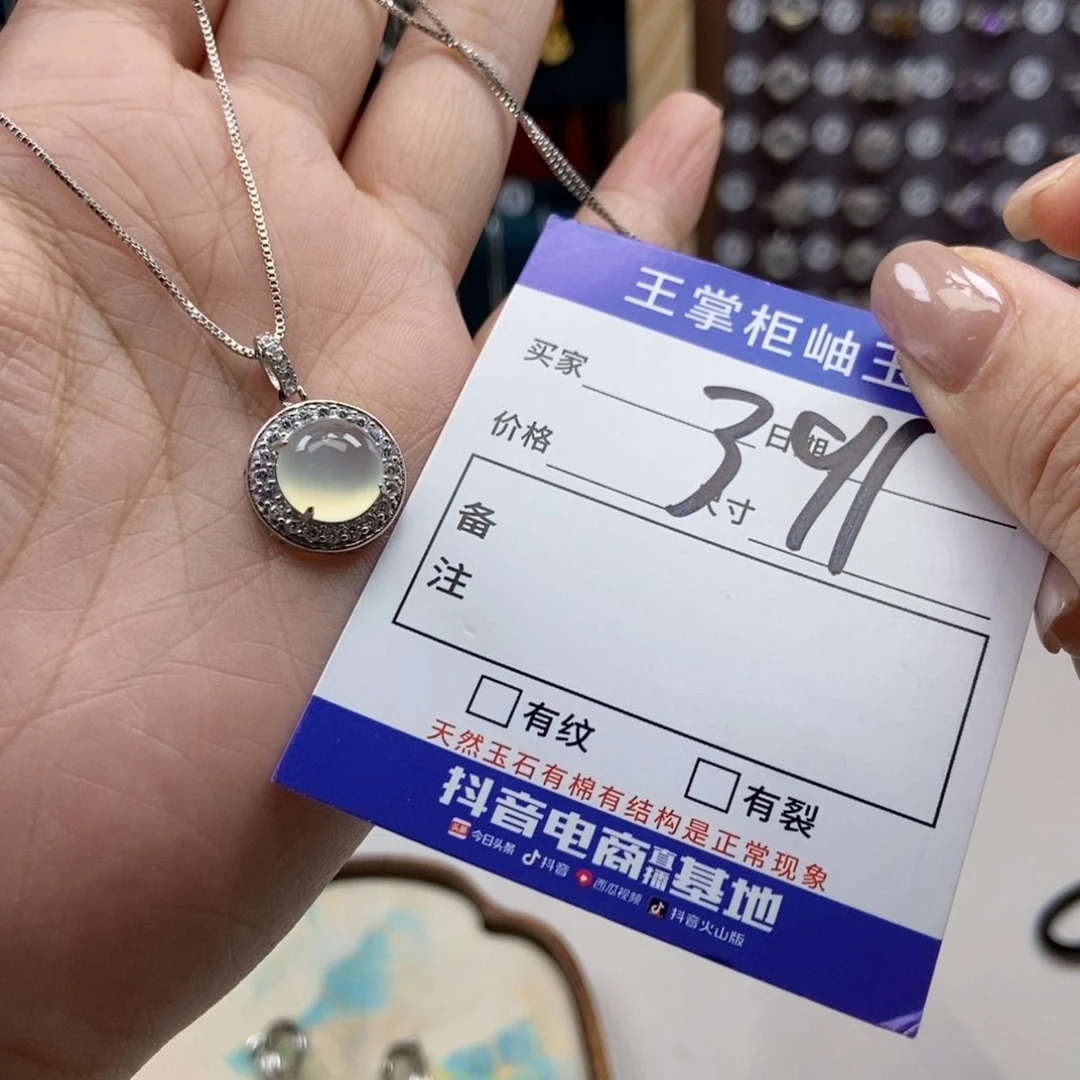 王掌柜岫玉
买家
日期
391
价格
尺寸
备
注
有纹
有裂
天然玉石有棉有结构是正常现象
抖音电商直播基地
头条 今日头条 抖音 西瓜视频 抖音火山版